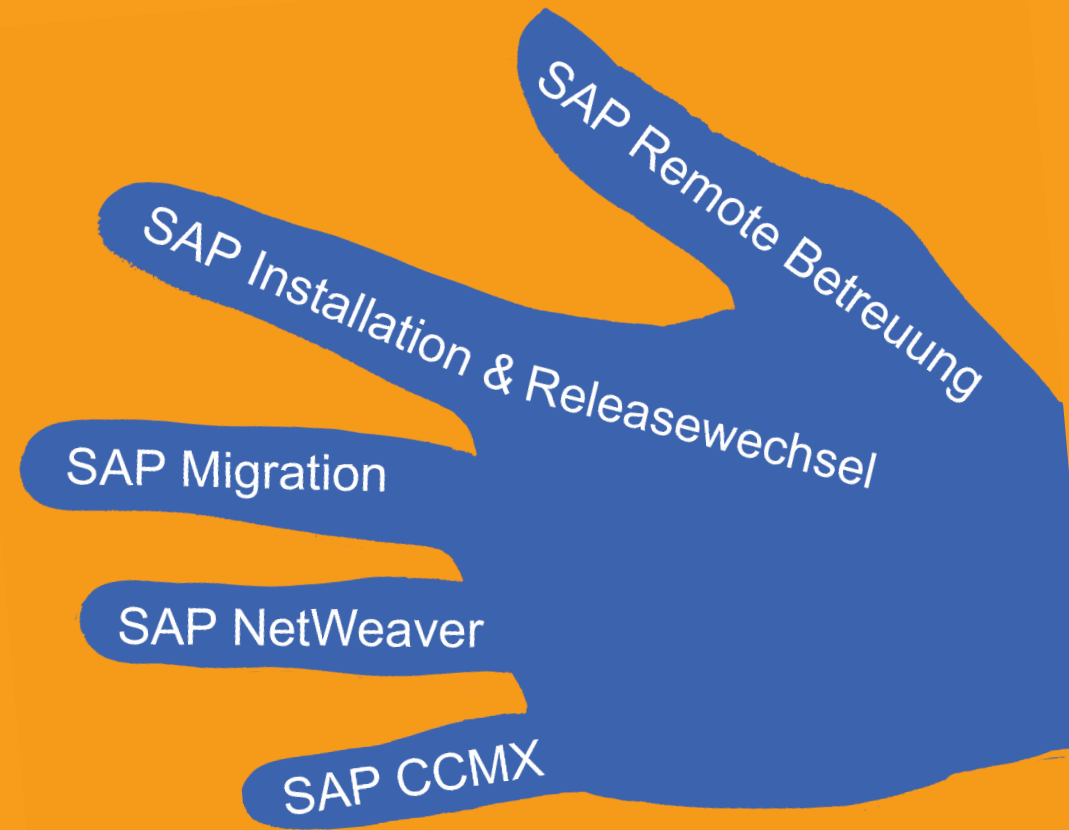 SAP Remote Betreuung
SAP Installation & Releasewechsel
SAP Migration
SAP NetWeaver
SAP CCMX